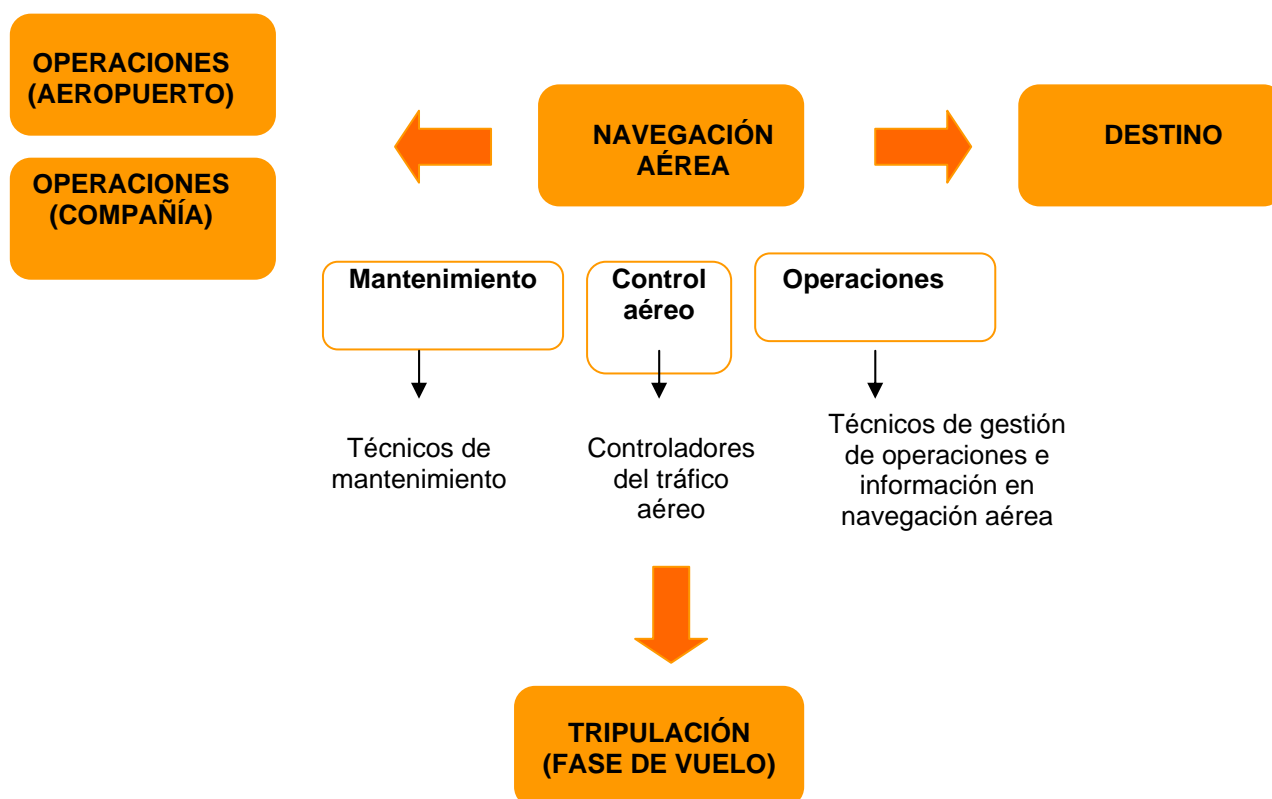 OPERACIONES
(AEROPUERTO)
OPERACIONES
(COMPAÑÍA)
NAVEGACIÓN
AÉREA
DESTINO
Mantenimiento
Control
aéreo
Operaciones
Técnicos de
mantenimiento
Controladores
del tráfico
aéreo
Técnicos de gestión
de operaciones e
información en
navegación aérea
TRIPULACIÓN
(FASE DE VUELO)